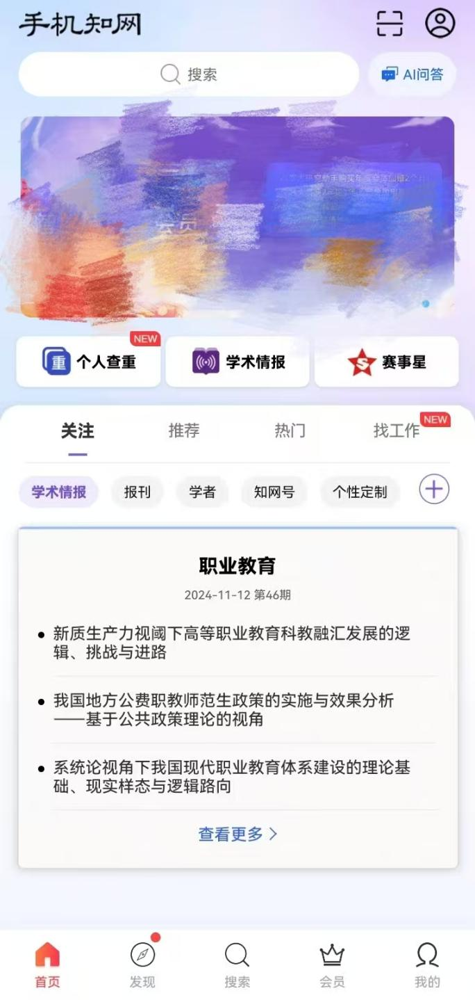 手机知网
搜索
AI问答
会员
NEW
重 个人查重
学术情报
S 赛事星
关注
推荐
热门
找工作
NEW
学术情报
报刊
学者
知网号
个性定制
职业教育
2024-11-12 第46期
新质生产力视阈下高等职业教育科教融汇发展的逻
辑、挑战与进路
我国地方公费职教师范生政策的实施与效果分析
——基于公共政策理论的视角
系统论视角下我国现代职业教育体系建设的理论基
础、现实样态与逻辑路向
查看更多
首页
发现
搜索
会员
我的